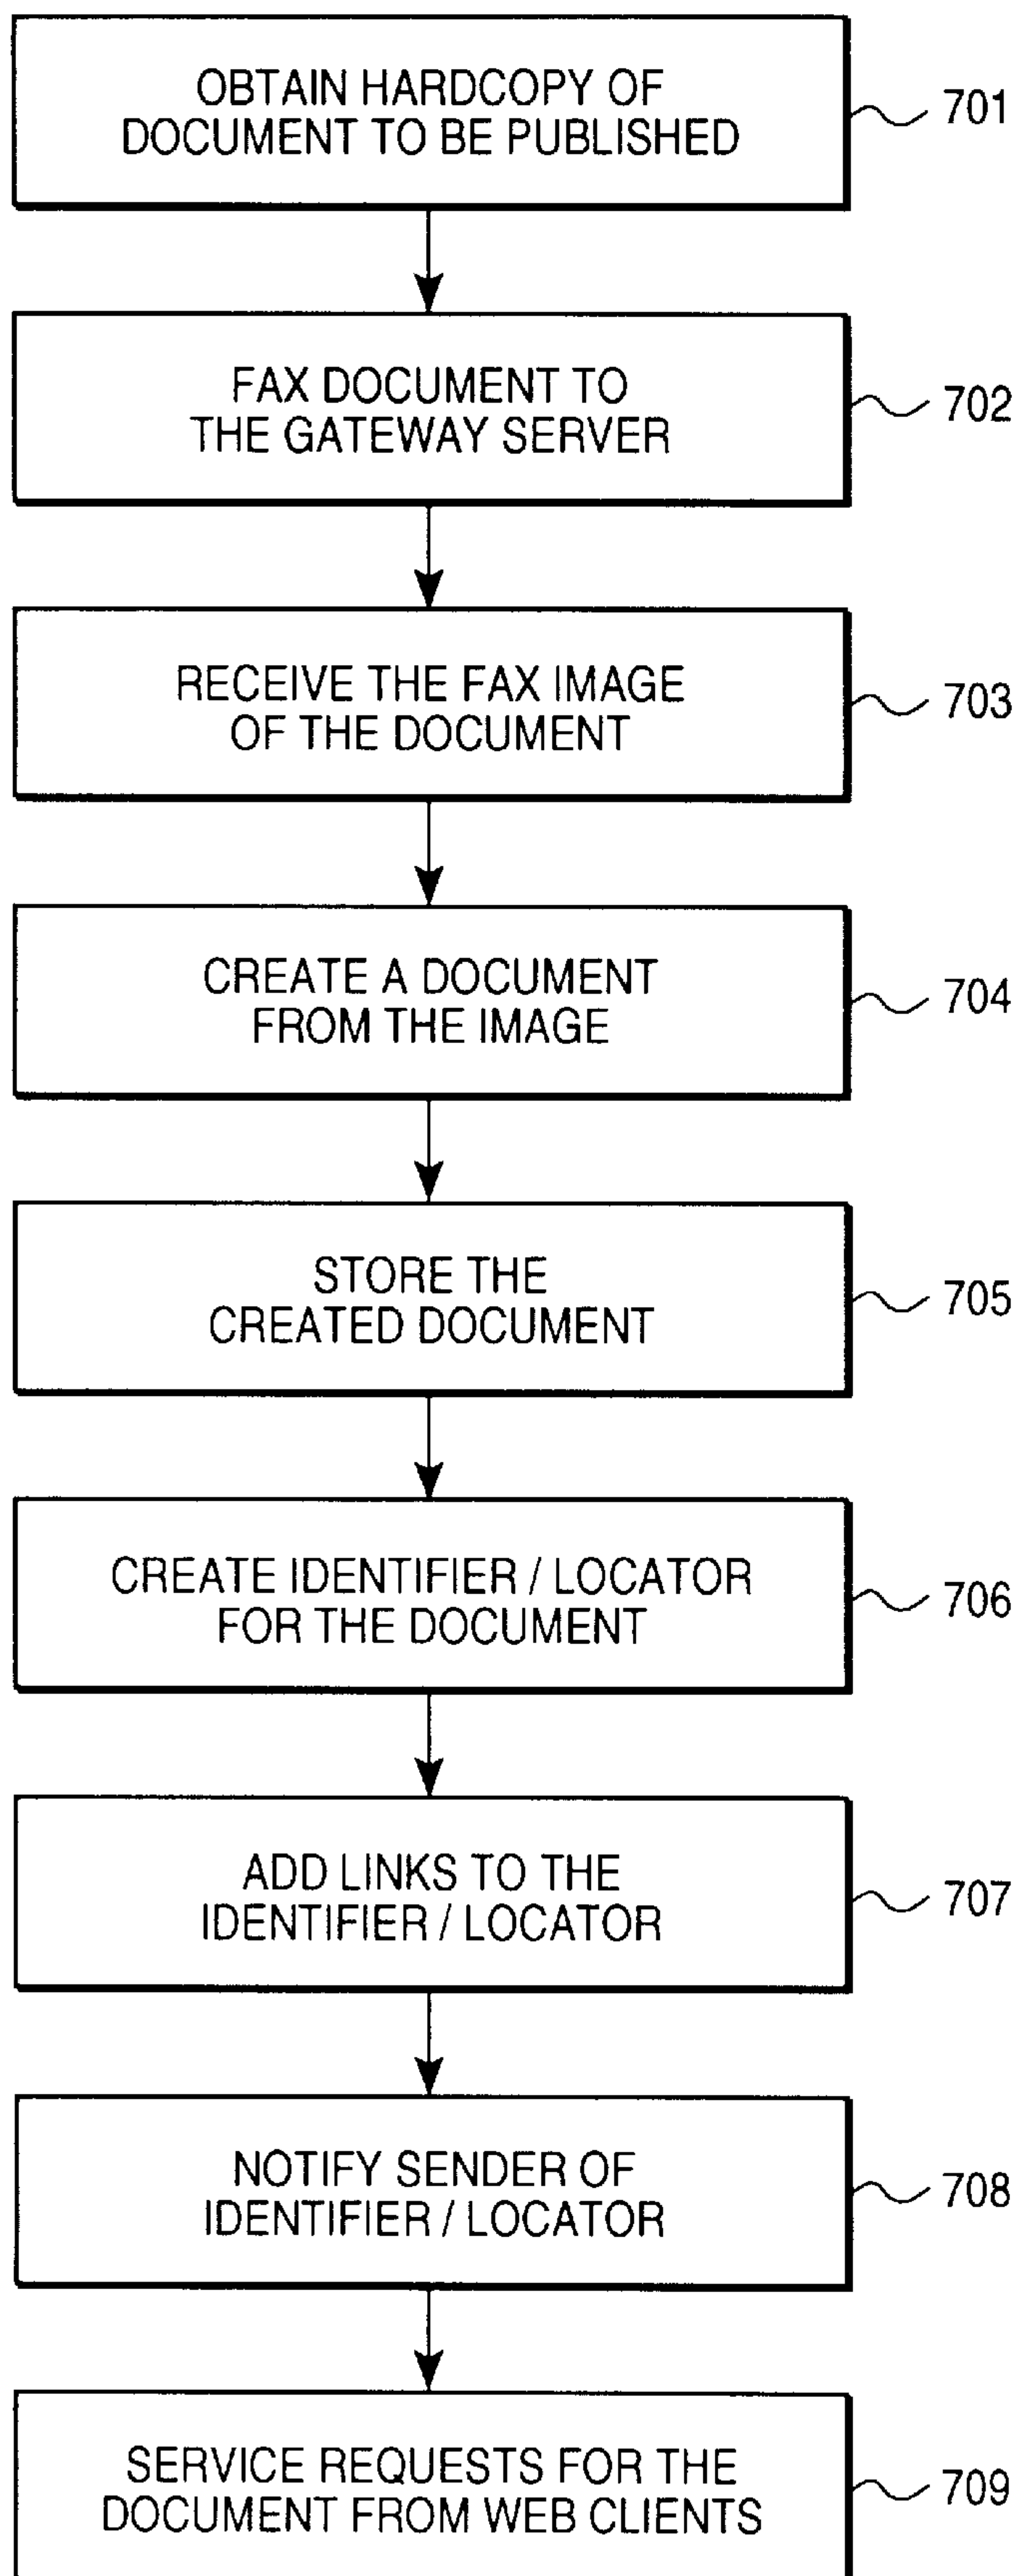 OBTAIN HARDCOPY OF
DOCUMENT TO BE PUBLISHED
701
FAX DOCUMENT TO
THE GATEWAY SERVER
702
RECEIVE THE FAX IMAGE
OF THE DOCUMENT
703
CREATE A DOCUMENT
FROM THE IMAGE
704
STORE THE
CREATED DOCUMENT
705
CREATE IDENTIFIER / LOCATOR
FOR THE DOCUMENT
706
ADD LINKS TO THE
IDENTIFIER / LOCATOR
707
NOTIFY SENDER OF
IDENTIFIER / LOCATOR
708
SERVICE REQUESTS FOR THE
DOCUMENT FROM WEB CLIENTS
709